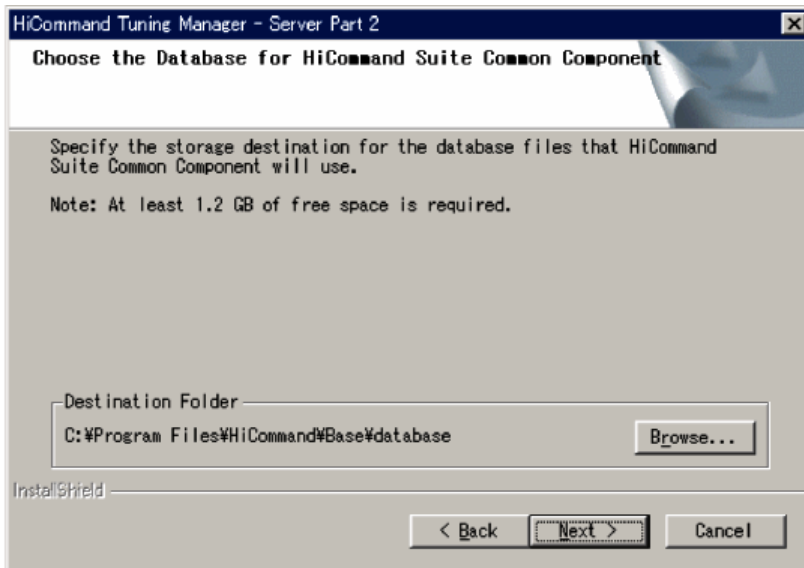 HiCommand Tuning Manager - Server Part 2
Choose the Database for HiCommand Suite Common Component
Specify the storage destination for the database files that HiCommand
Suite Common Component will use.
Note: At least 1.2 GB of free space is required.
Destination Folder
C:¥Program Files¥HiCommand¥Base¥database
Browse...
InstallShield
< Back
Next >
Cancel